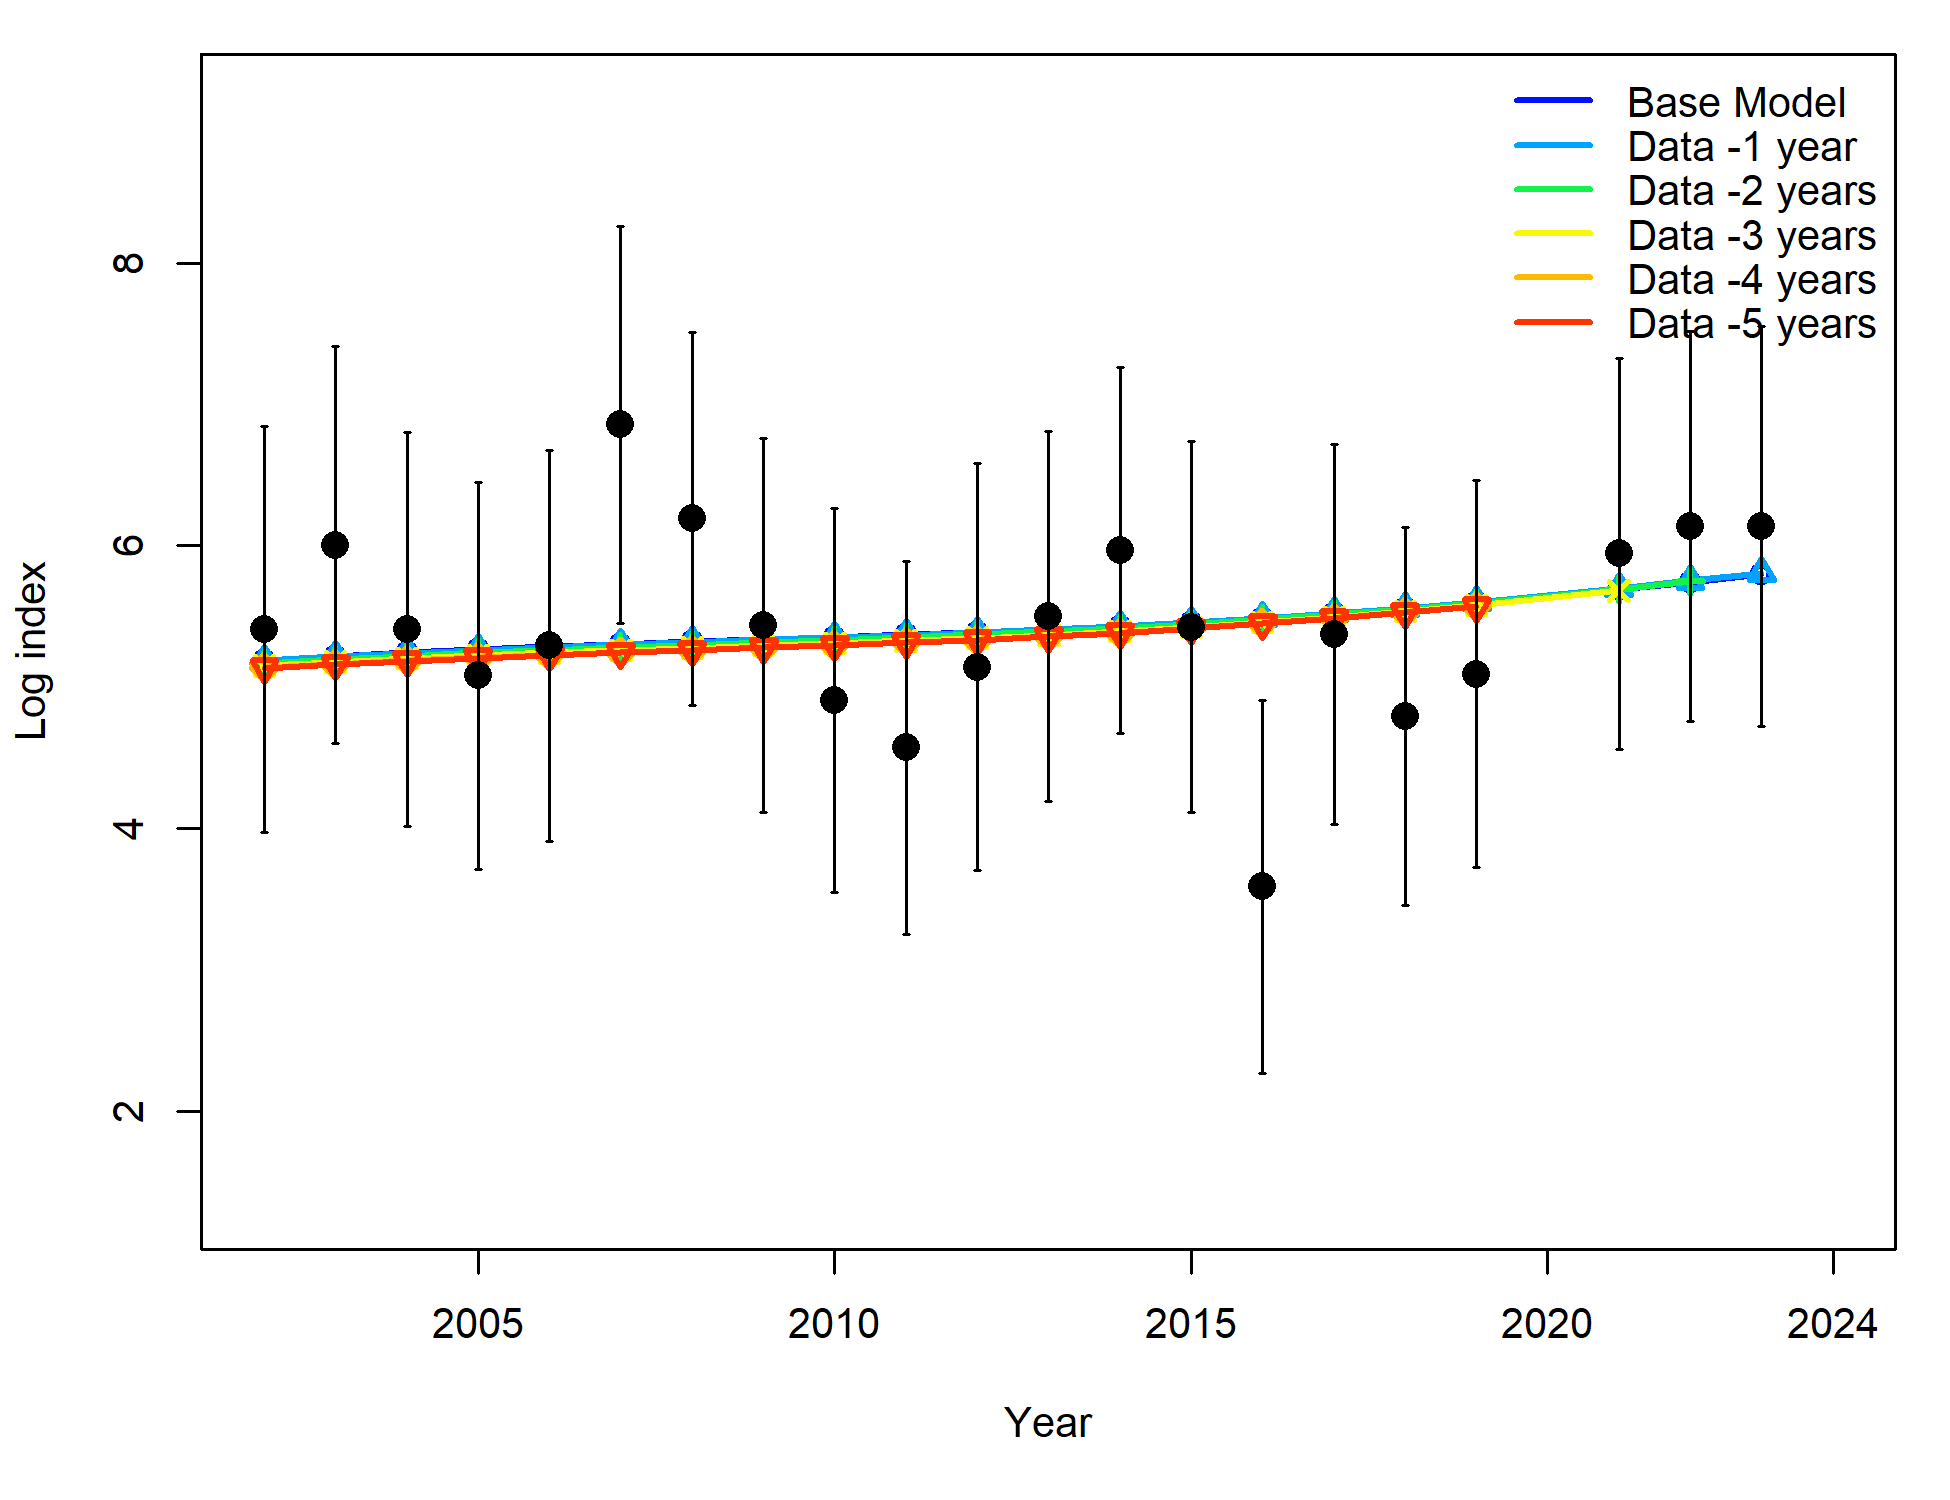 Base Model
Data -1 year
Data -2 years
Data -3 years
Data -4 years
Data -5 years
8
6
4
2
Log index
2005 2010 2015 2020 2024
Year